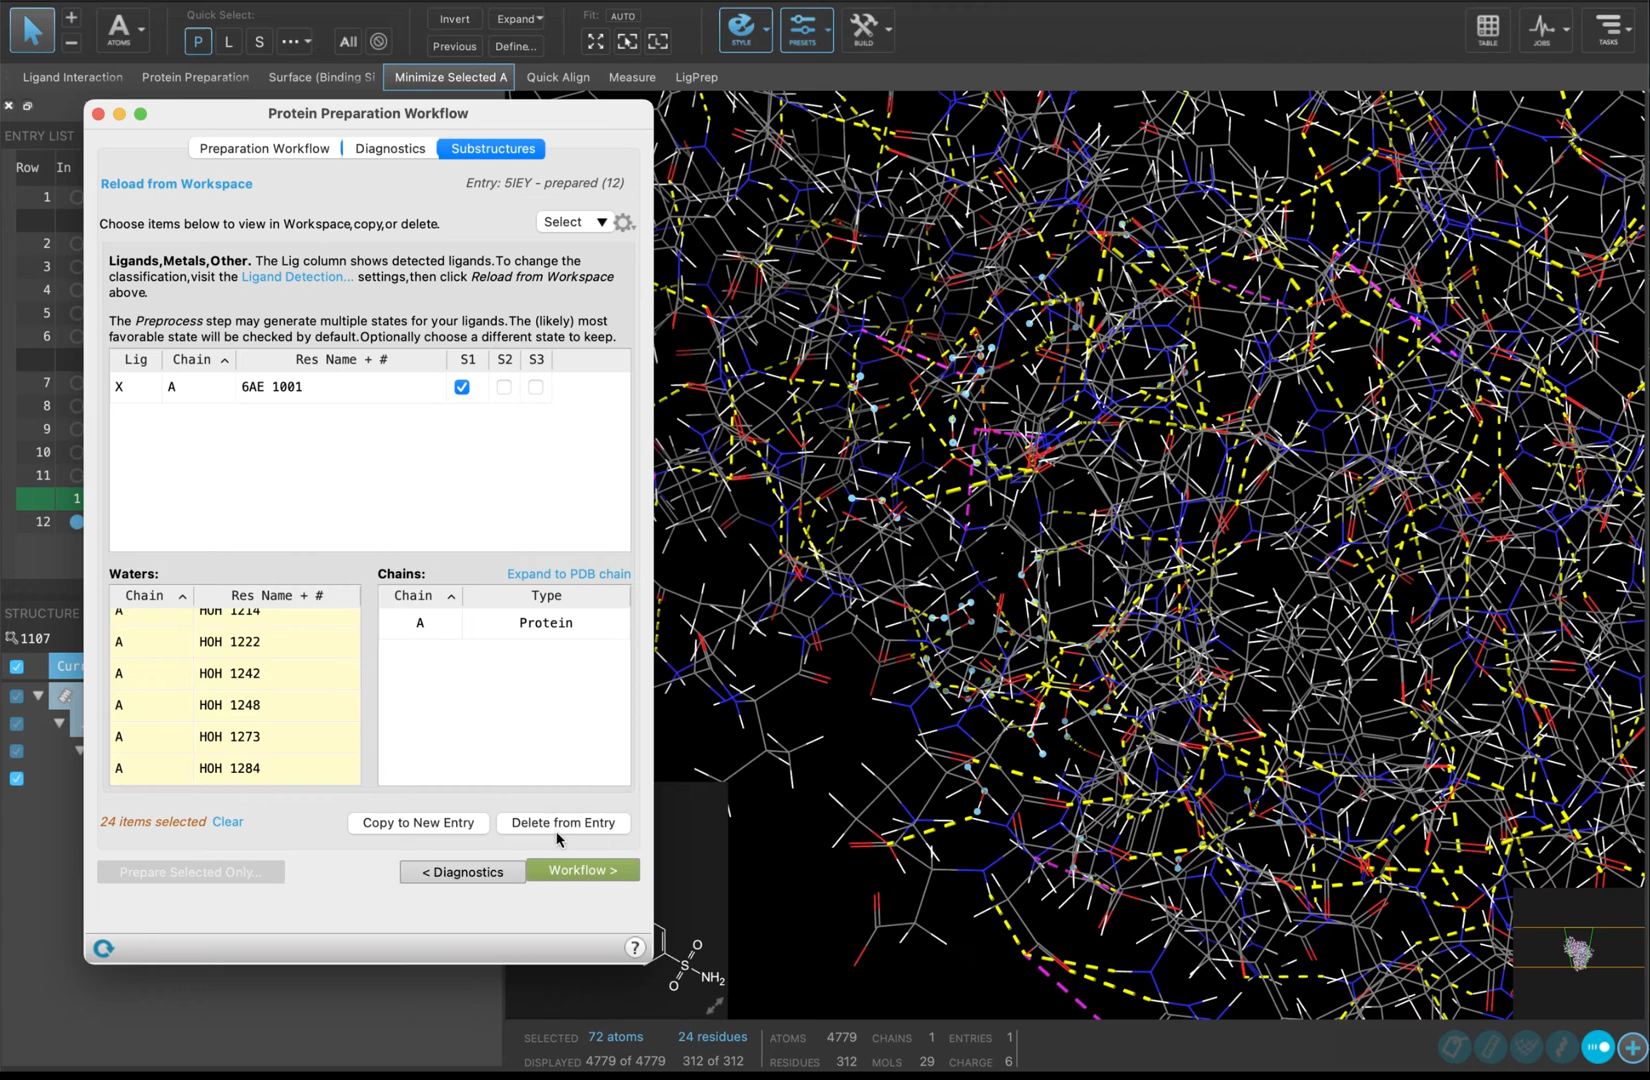 Quick Select:
Invert
Expand
Fit: AUTO
ATOMS
P
L
S
All
Previous
Define...
STYLE
PRESETS
BUILD
TABLE
JOBS
TASKS
Ligand Interaction
Protein Preparation
Surface (Binding Si
Minimize Selected A
Quick Align
Measure
LigPrep
ENTRY LIST
Row In
1
2
3
4
5
6
7
8
9
10
11
1
12
STRUCTURE
1107
Curr
Protein Preparation Workflow
Preparation Workflow
Diagnostics
Substructures
Reload from Workspace
Entry: 5IEY - prepared (12)
Choose items below to view in Workspace,copy,or delete.
Select
Ligands,Metals,Other. The Lig column shows detected ligands.To change the
classification,visit the Ligand Detection... settings,then click Reload from Workspace
above.
The Preprocess step may generate multiple states for your ligands.The (likely) most
favorable state will be checked by default.Optionally choose a different state to keep.
Lig Chain Res Name + # S1 S2 S3
X A 6AE 1001
Waters:
Chain Res Name + #
A HOH 1214
A HOH 1222
A HOH 1242
A HOH 1248
A HOH 1273
A HOH 1284
Chains:
Expand to PDB chain
Chain Type
A Protein
24 items selected Clear
Copy to New Entry
Delete from Entry
Prepare Selected Only...
< Diagnostics
Workflow >
?
O
S
NH2
O
SELECTED 72 atoms 24 residues ATOMS 4779 CHAINS 1 ENTRIES 1
DISPLAYED 4779 of 4779 312 of 312 RESIDUES 312 MOLS 29 CHARGE 6